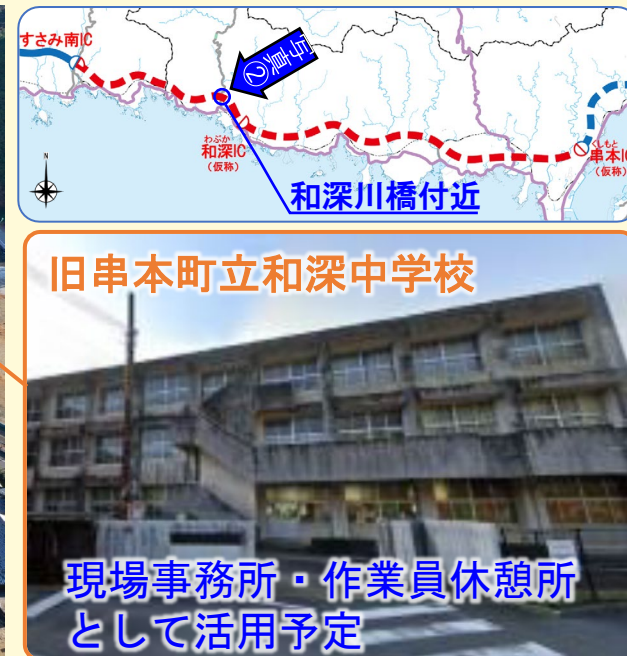 すさみ南IC
写真②
わぶか
和深IC
(仮称)
くしもと
串本IC
(仮称)
N
和深川橋付近
旧串本町立和深中学校
現場事務所・作業員休憩所
として活用予定